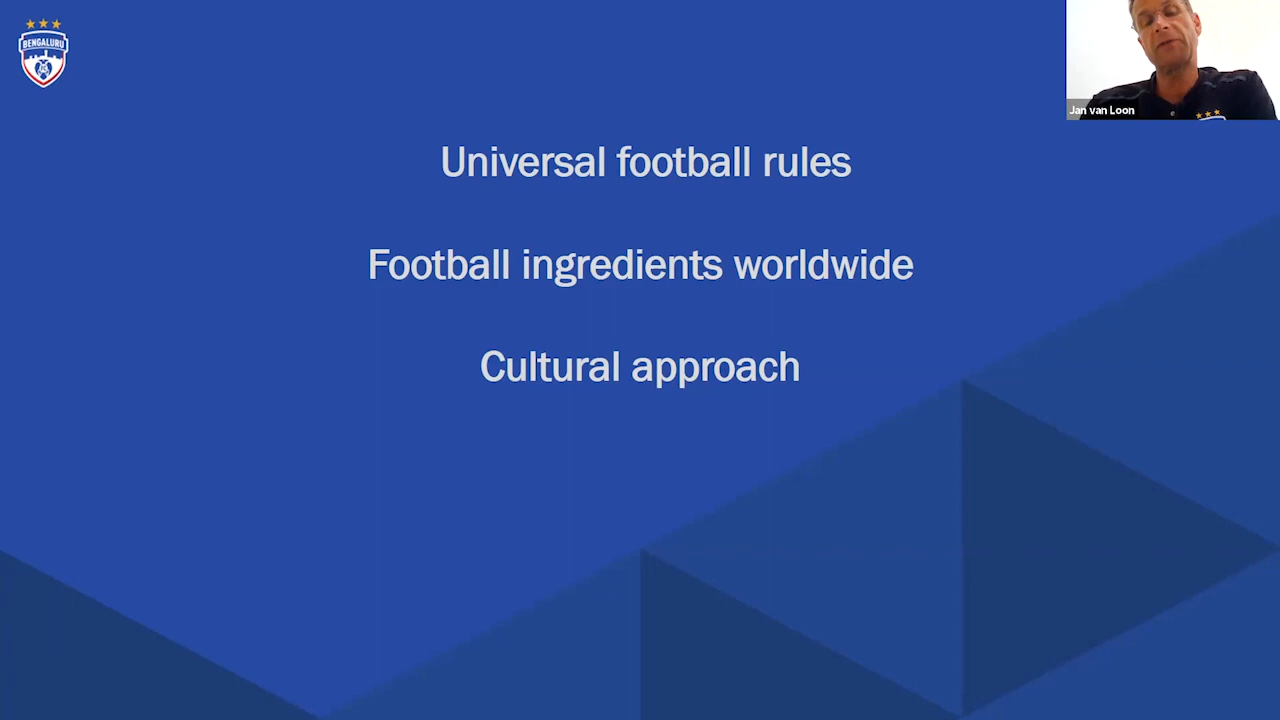 BENGALURU
Jan van Loon
Universal football rules
Football ingredients worldwide
Cultural approach